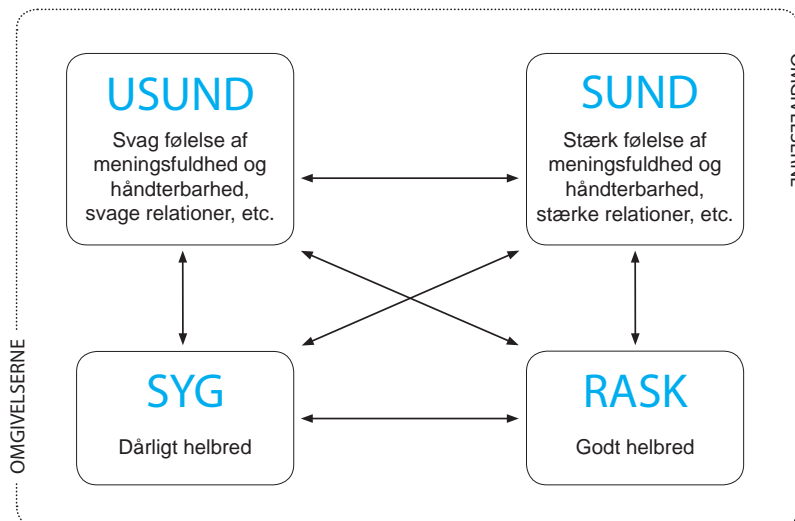 USUND
Svag følelse af
meningsfuldhed og
håndterbarhed,
svage relationer, etc.
SUND
Stærk følelse af
meningsfuldhed og
håndterbarhed,
stærke relationer, etc.
OMGIVELSERNE
SYG
Dårligt helbred
RASK
Godt helbred
OMGIVELSERNE